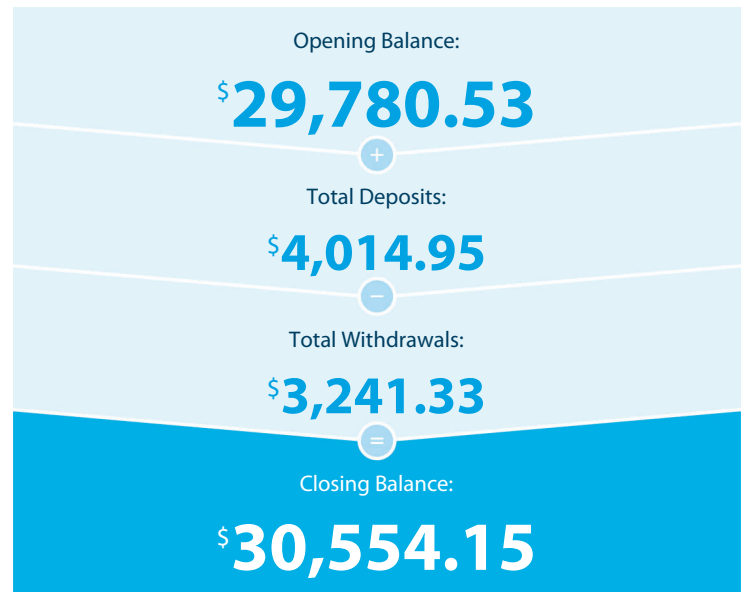 Opening Balance:
$29,780.53
+
Total Deposits:
$4,014.95
−
Total Withdrawals:
$3,241.33
=
Closing Balance:
$30,554.15